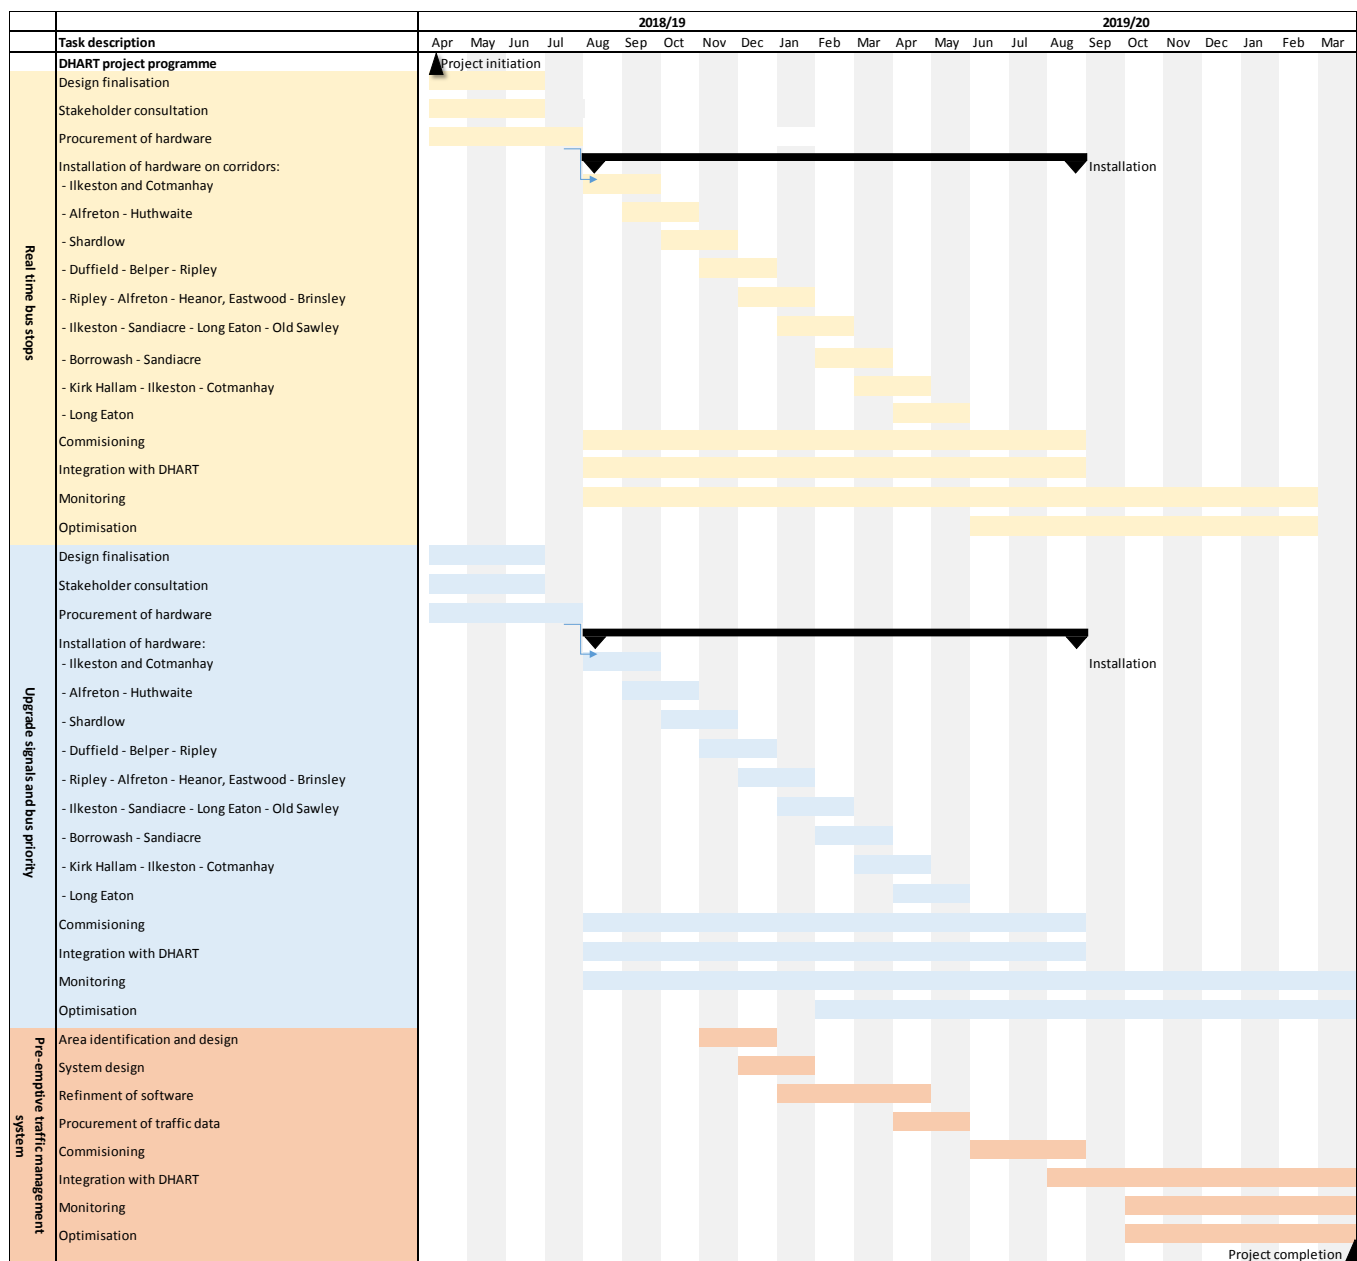 2018/19 2019/20
Task description Apr May Jun Jul Aug Sep Oct Nov Dec Jan Feb Mar Apr May Jun Jul Aug Sep Oct Nov Dec Jan Feb Mar
DHART project programme Project initiation
Real time bus stops
Design finalisation
Stakeholder consultation
Procurement of hardware
Installation of hardware on corridors: Installation
- Ilkeston and Cotmanhay
- Alfreton - Huthwaite
- Shardlow
- Duffield - Belper - Ripley
- Ripley - Alfreton - Heanor, Eastwood - Brinsley
- Ilkeston - Sandiacre - Long Eaton - Old Sawley
- Borrowash - Sandiacre
- Kirk Hallam - Ilkeston - Cotmanhay
- Long Eaton
Commisioning
Integration with DHART
Monitoring
Optimisation
Upgrade signals and bus priority
Design finalisation
Stakeholder consultation
Procurement of hardware
Installation of hardware:
- Ilkeston and Cotmanhay Installation
- Alfreton - Huthwaite
- Shardlow
- Duffield - Belper - Ripley
- Ripley - Alfreton - Heanor, Eastwood - Brinsley
- Ilkeston - Sandiacre - Long Eaton - Old Sawley
- Borrowash - Sandiacre
- Kirk Hallam - Ilkeston - Cotmanhay
- Long Eaton
Commisioning
Integration with DHART
Monitoring
Optimisation
Pre-emptive traffic management
system
Area identification and design
System design
Refinment of software
Procurement of traffic data
Commisioning
Integration with DHART
Monitoring
Optimisation
Project completion